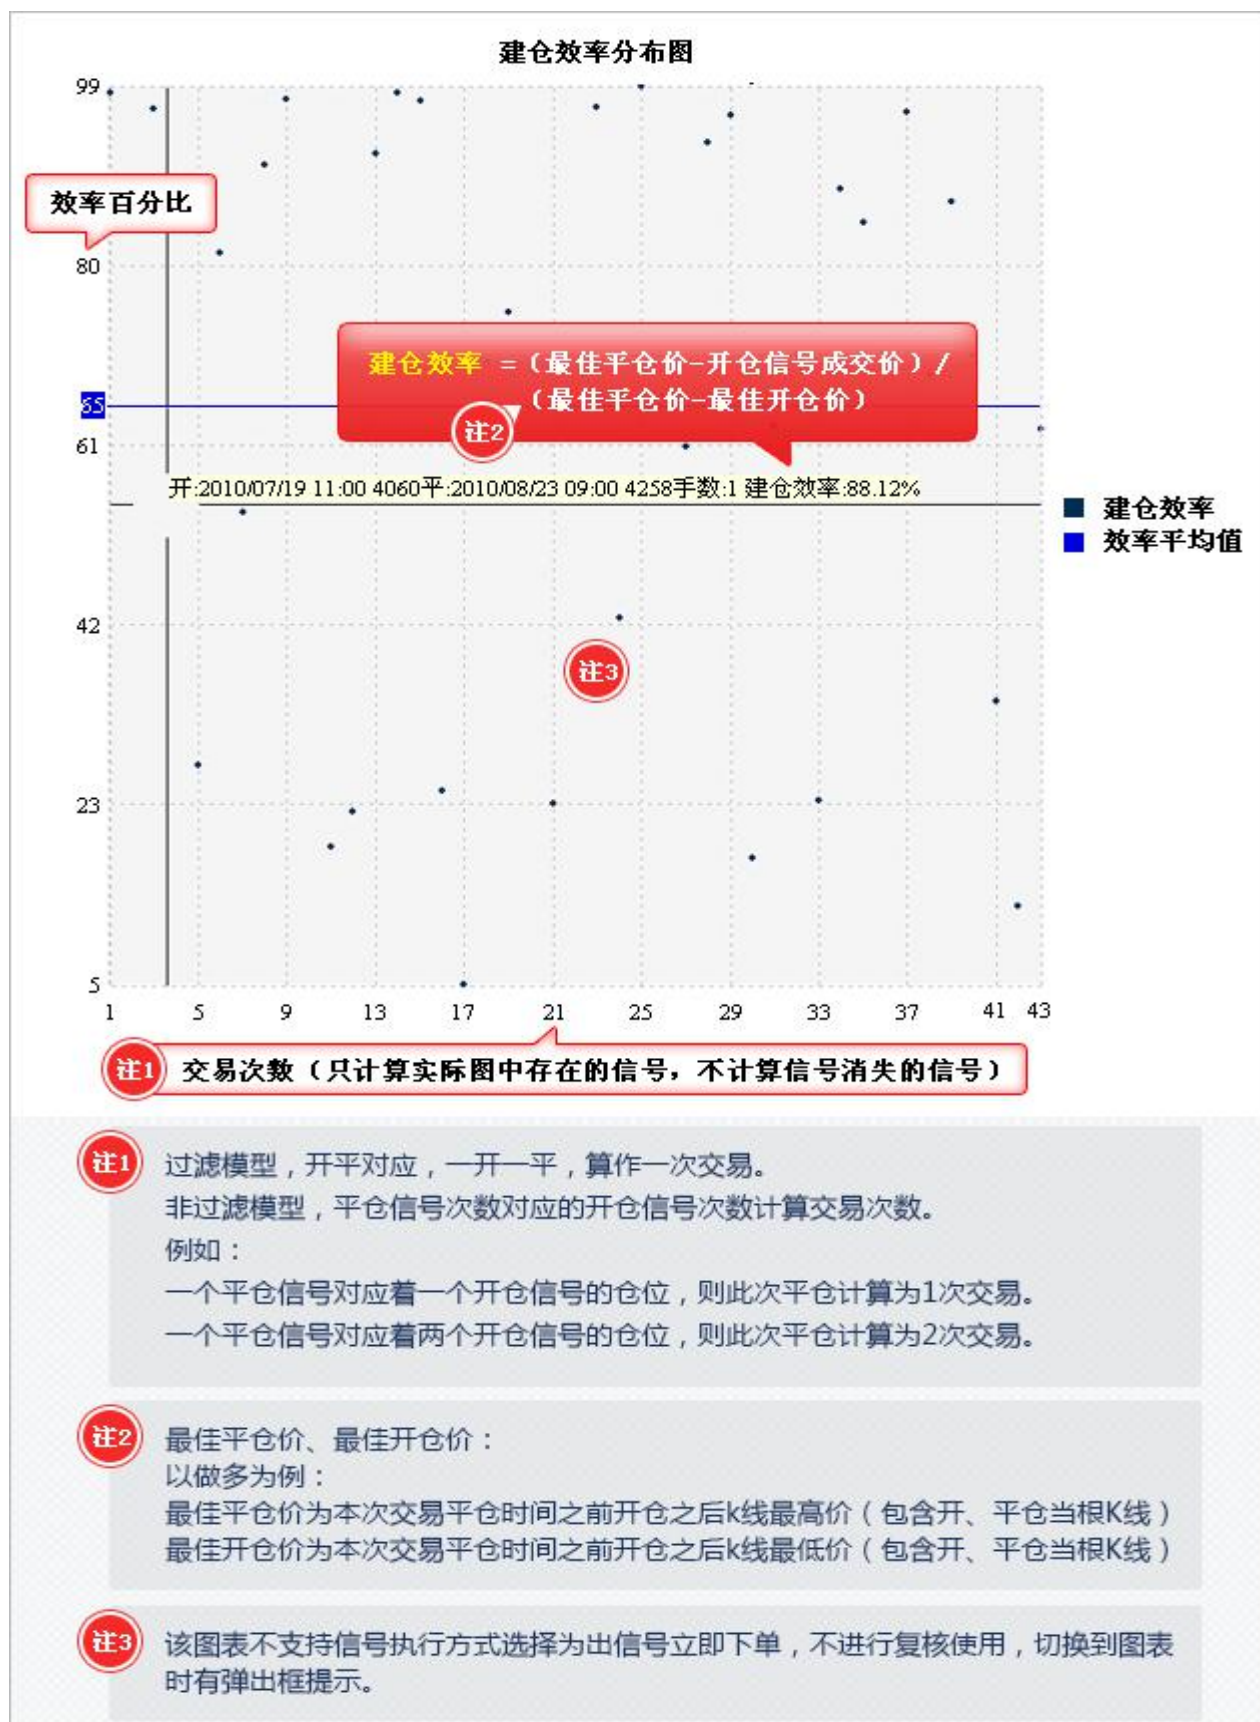 建仓效率分布图
99
效率百分比
80
建仓效率 =（最佳平仓价-开仓信号成交价）/
（最佳平仓价-最佳开仓价）
65
注2
61
开:2010/07/19 11:00 4060平:2010/08/23 09:00 4258手数:1 建仓效率:88.12%
建仓效率
效率平均值
42
注3
23
5
1 5 9 13 17 21 25 29 33 37 41 43
注1 交易次数（只计算实际图中存在的信号，不计算信号消失的信号）
注1 过滤模型，开平对应，一开一平，算作一次交易。
非过滤模型，平仓信号次数对应的开仓信号次数计算交易次数。
例如：
一个平仓信号对应着一个开仓信号的仓位，则此次平仓计算为1次交易。
一个平仓信号对应着两个开仓信号的仓位，则此次平仓计算为2次交易。
注2 最佳平仓价、最佳开仓价：
以做多为例：
最佳平仓价为本次交易平仓时间之前开仓之后k线最高价（包含开、平仓当根K线）
最佳开仓价为本次交易平仓时间之前开仓之后k线最低价（包含开、平仓当根K线）
注3 该图表不支持信号执行方式选择为出信号立即下单，不进行复核使用，切换到图表
时有弹出框提示。